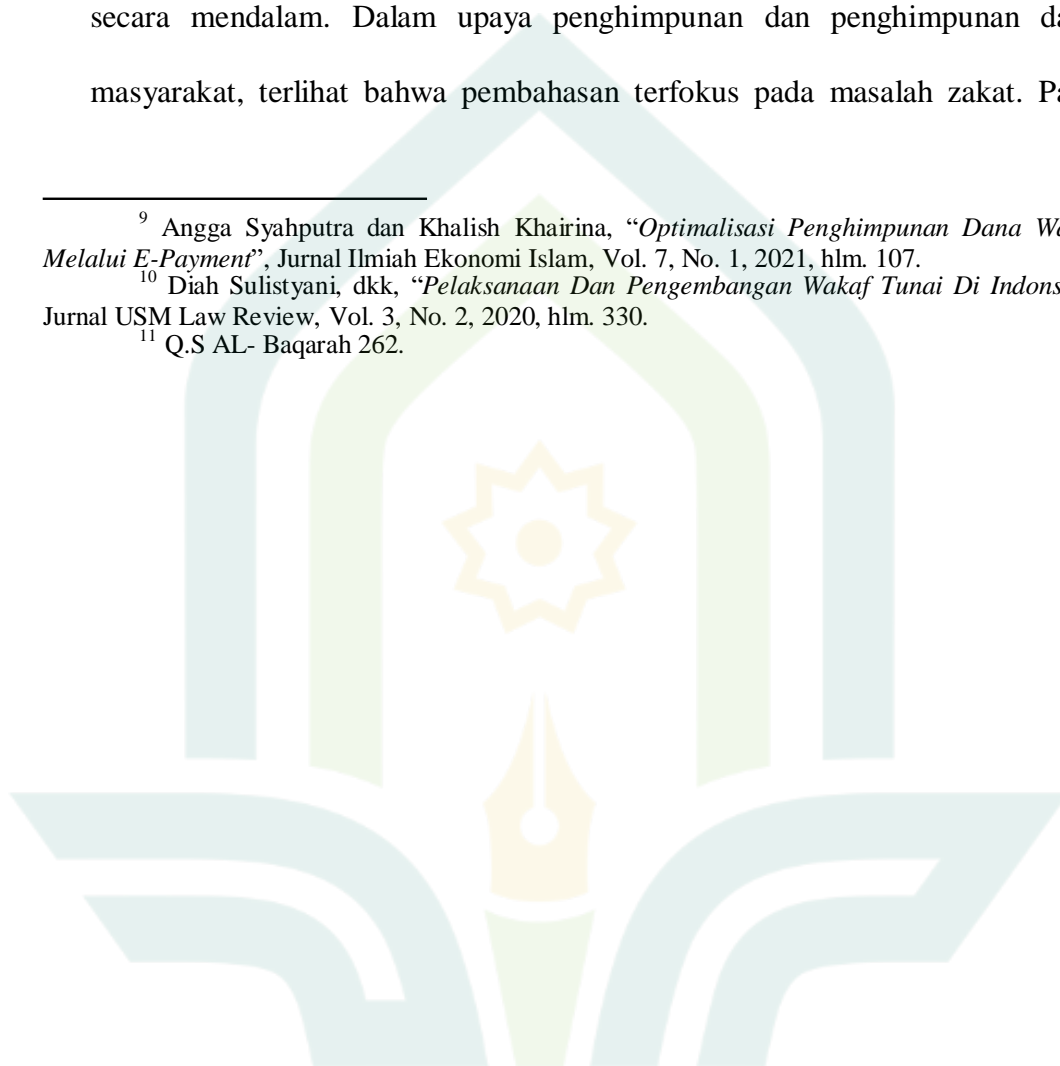 secara mendalam. Dalam upaya penghimpunan dan penghimpunan da
masyarakat, terlihat bahwa pembahasan terfokus pada masalah zakat. Pa
9 Angga Syahputra dan Khalish Khairina, “Optimalisasi Penghimpunan Dana Wa
Melalui E-Payment”, Jurnal Ilmiah Ekonomi Islam, Vol. 7, No. 1, 2021, hlm. 107.
10 Diah Sulistyani, dkk, “Pelaksanaan Dan Pengembangan Wakaf Tunai Di Indons
Jurnal USM Law Review, Vol. 3, No. 2, 2020, hlm. 330.
11 Q.S AL- Baqarah 262.